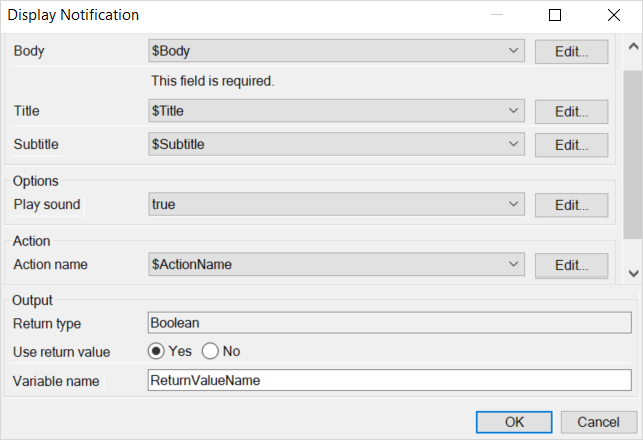 Display Notification
Body $Body Edit...
This field is required.
Title $Title Edit...
Subtitle $Subtitle Edit...
Options
Play sound true Edit...
Action
Action name $ActionName Edit...
Output
Return type Boolean
Use return value Yes No
Variable name ReturnValueName
OK Cancel